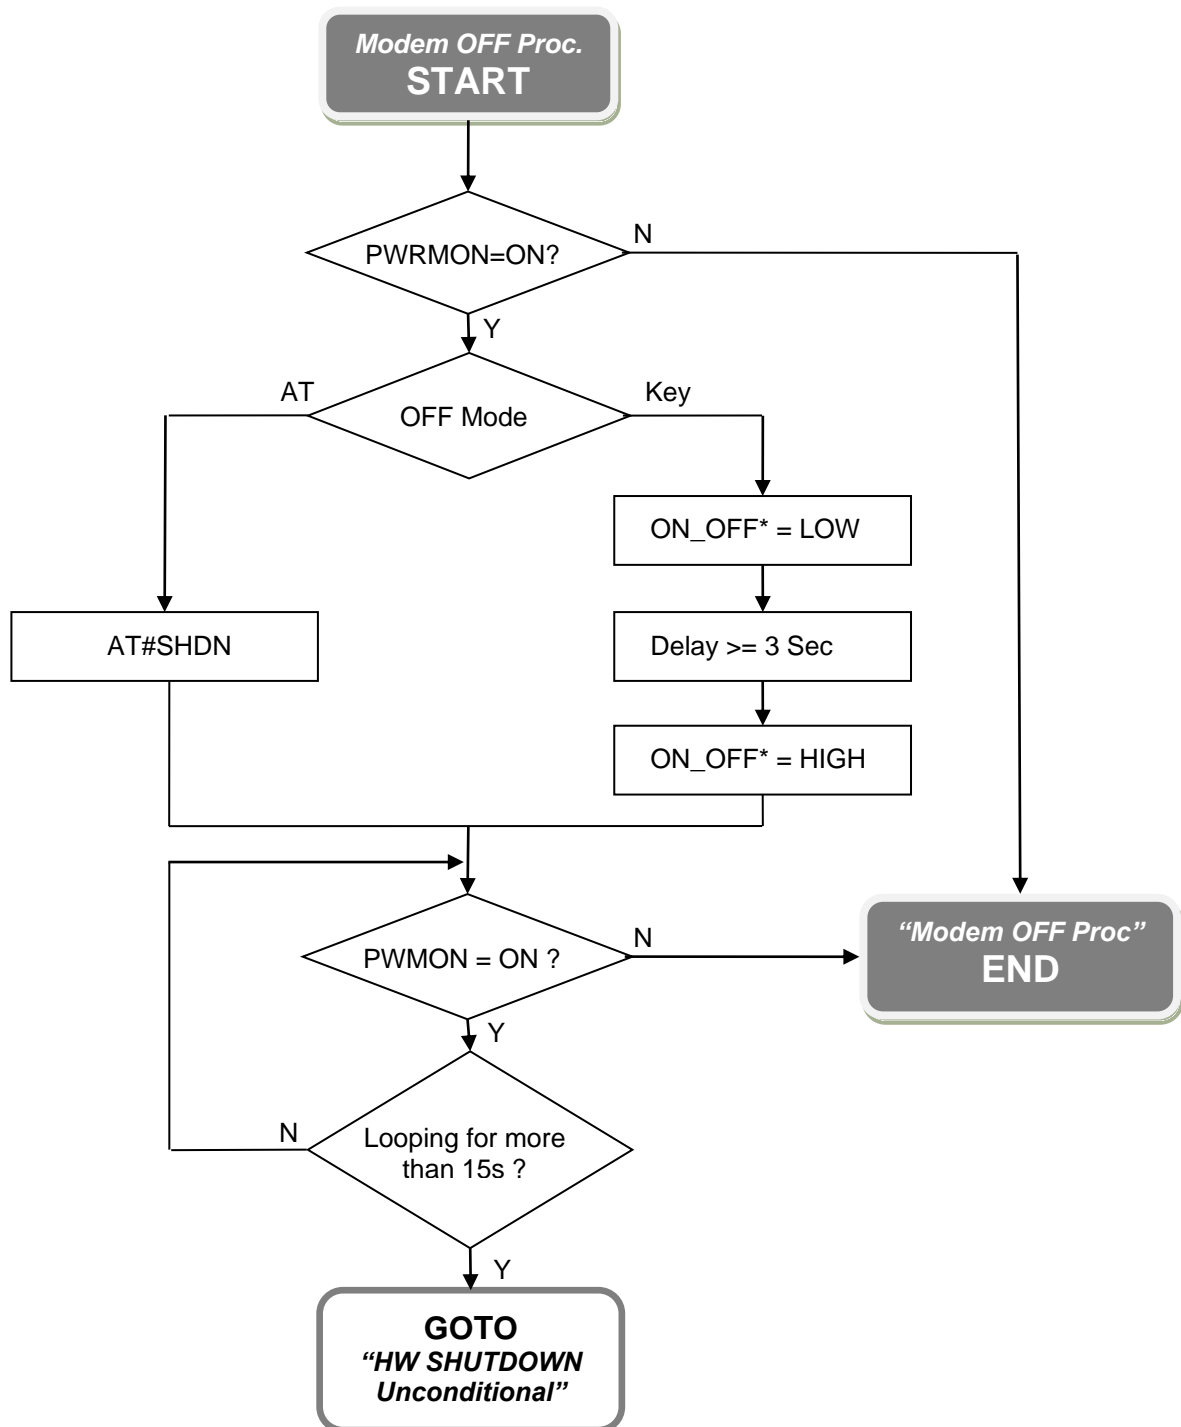 Modem OFF Proc.
START
PWRMON=ON?
N
Y
OFF Mode
AT
Key
ON_OFF* = LOW
AT#SHDN
Delay >= 3 Sec
ON_OFF* = HIGH
PWMON = ON ?
N
“Modem OFF Proc”
END
Y
Looping for more
than 15s ?
N
Y
GOTO
“HW SHUTDOWN
Unconditional”